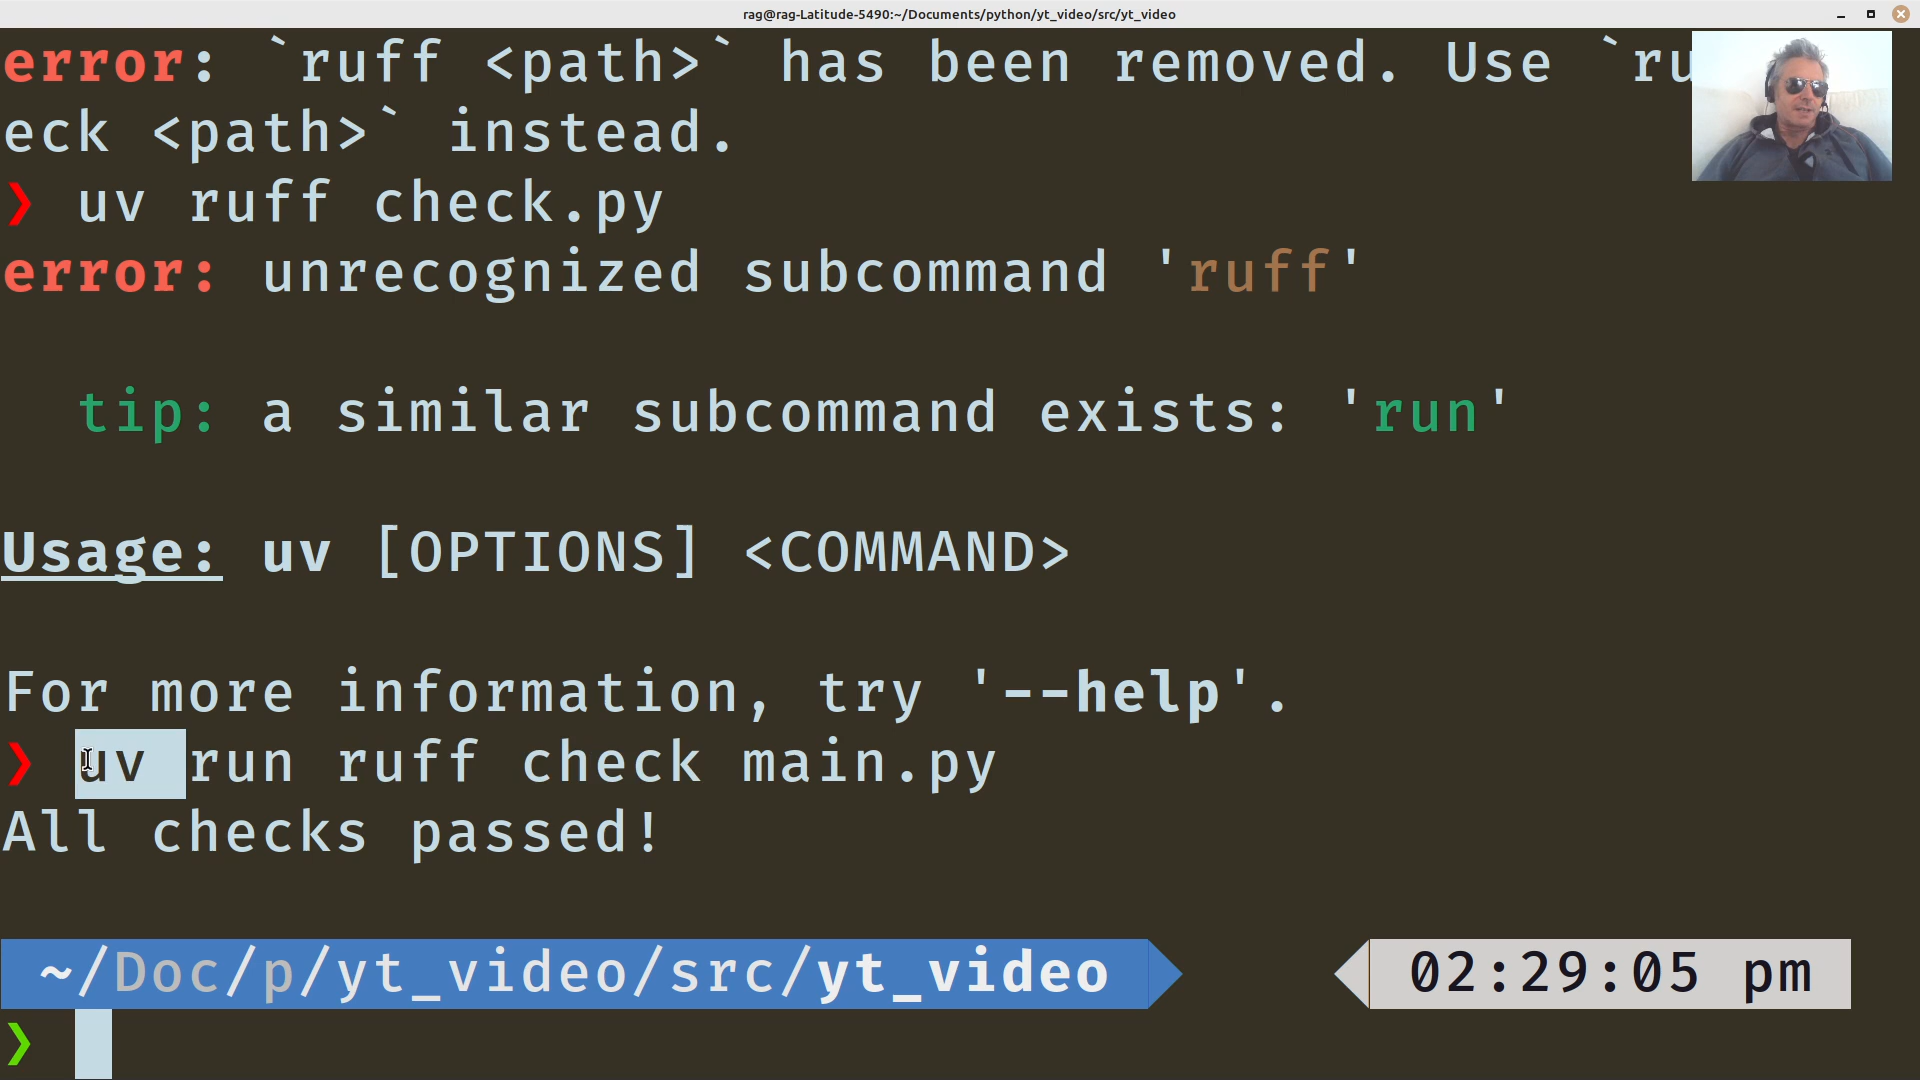 rag@rag-Latitude-5490:~/Documents/python/yt_video/src/yt_video
error: `ruff <path>` has been removed. Use `ru
eck <path>` instead.
❯ uv ruff check.py
error: unrecognized subcommand 'ruff'
tip: a similar subcommand exists: 'run'
Usage: uv [OPTIONS] <COMMAND>
For more information, try '--help'.
❯ uv run ruff check main.py
All checks passed!
~/Doc/p/yt_video/src/yt_video 02:29:05 pm
❯